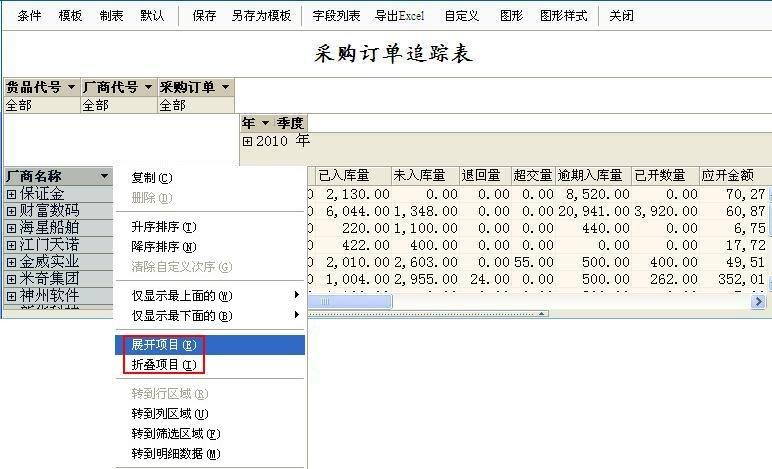 条件 模板 制表 默认 保存 另存为模板 字段列表 导出Excel 自定义 图形 图形样式 关闭
采购订单追踪表
货品代号 厂商代号 采购订单
全部 全部 全部
年 季度
2010 年
厂商名称 已入库量 未入库量 退回量 超交量 逾期入库量 已开数量 应开金额
保证金 0 2,130.00 0.00 0.00 0.00 8,520.00 0.00 70,27
财富数码 0 6,044.00 1,348.00 0.00 0.00 20,941.00 3,920.00 60,87
海星船舶 0 220.00 1,100.00 0.00 0.00 440.00 0.00 6,75
江门天诺 0 422.00 400.00 0.00 0.00 0.00 0.00 17,72
金威实业 0 2,010.00 2,603.00 0.00 55.00 500.00 400.00 49,51
米奇集团 0 1,004.00 2,955.00 24.00 0.00 500.00 262.00 352,01
神州软件 0.00 0.00 500.00 0.00
复制(C)
删除(D)
升序排序(T)
降序排序(N)
清除自定义次序(G)
仅显示最上面的(W)
仅显示最下面的(B)
展开项目(E)
折叠项目(I)
转到行区域(R)
转到列区域(U)
转到筛选区域(F)
转到明细数据(M)